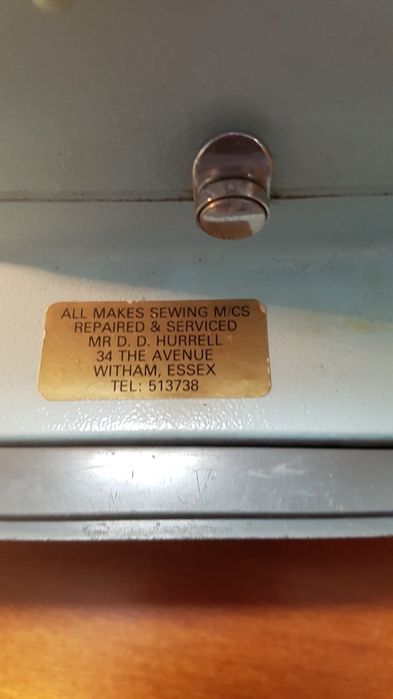 ALL MAKES SEWING M/CS
REPAIRED & SERVICED
MR D. D. HURRELL
34 THE AVENUE
WITHAM, ESSEX
TEL: 513738